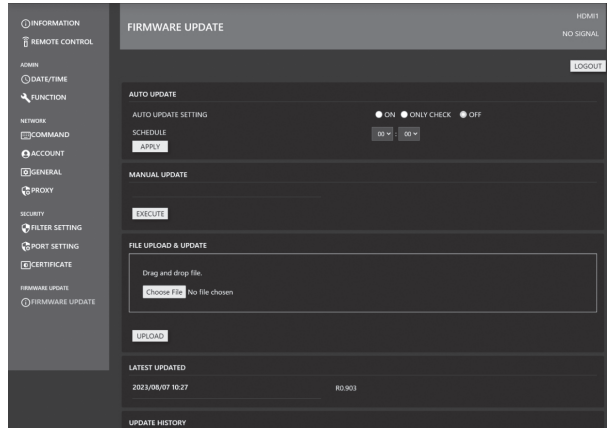 INFORMATION
REMOTE CONTROL
ADMIN
DATE/TIME
FUNCTION
NETWORK
COMMAND
ACCOUNT
GENERAL
PROXY
SECURITY
FILTER SETTING
PORT SETTING
CERTIFICATE
FIRMWARE UPDATE
FIRMWARE UPDATE
FIRMWARE UPDATE
HDMI1
NO SIGNAL
LOGOUT
AUTO UPDATE
AUTO UPDATE SETTING ON ONLY CHECK OFF
SCHEDULE 00 : 00
APPLY
MANUAL UPDATE
EXECUTE
FILE UPLOAD & UPDATE
Drag and drop file.
Choose File No file chosen
UPLOAD
LATEST UPDATED
2023/08/07 10:27 R0.903
UPDATE HISTORY